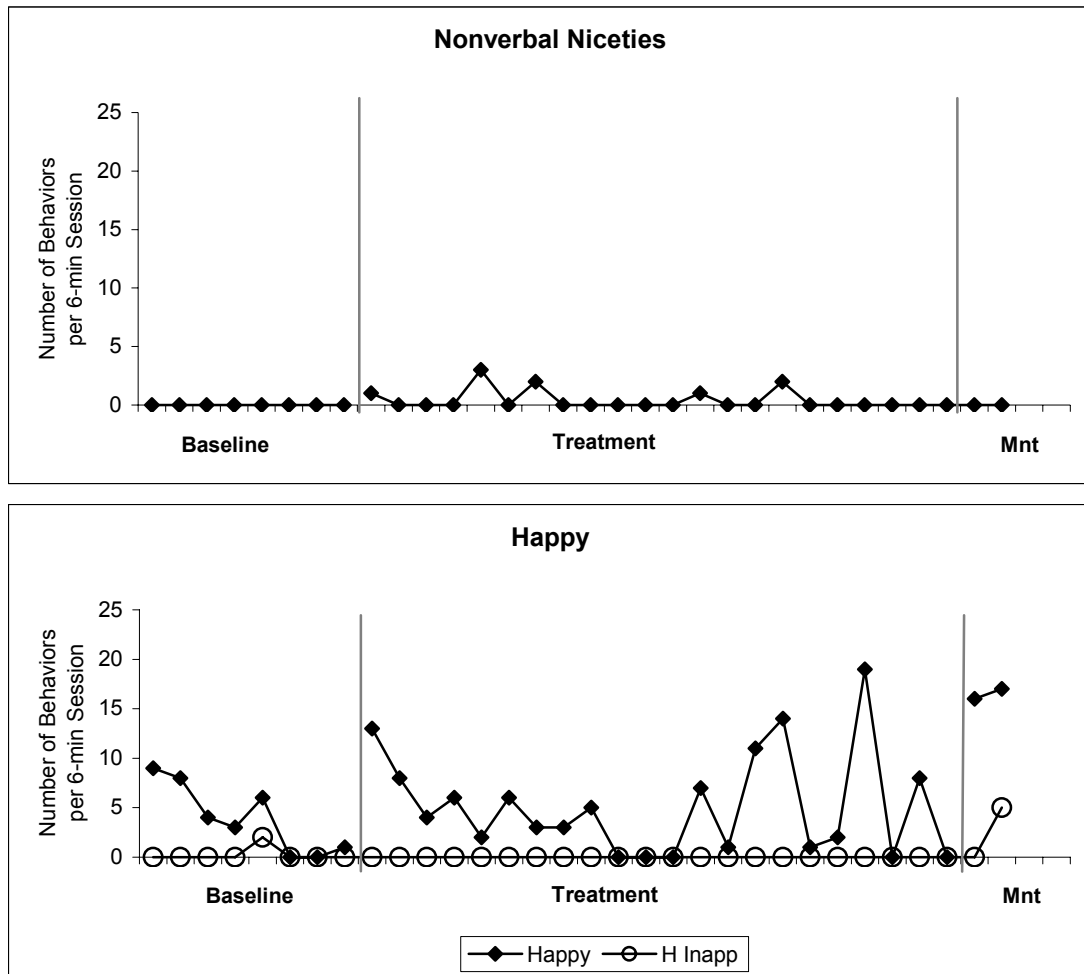 Nonverbal Niceties
Number of Behaviors
per 6-min Session
25
20
15
10
5
0
Baseline
Treatment
Mnt
Happy
Number of Behaviors
per 6-min Session
25
20
15
10
5
0
Baseline
Treatment
Mnt
Happy
H Inapp